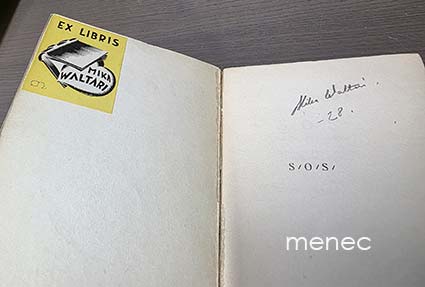 EX LIBRIS
MIKA
WALTARI
Mika Waltari.
-28.
S/O/S/
menec